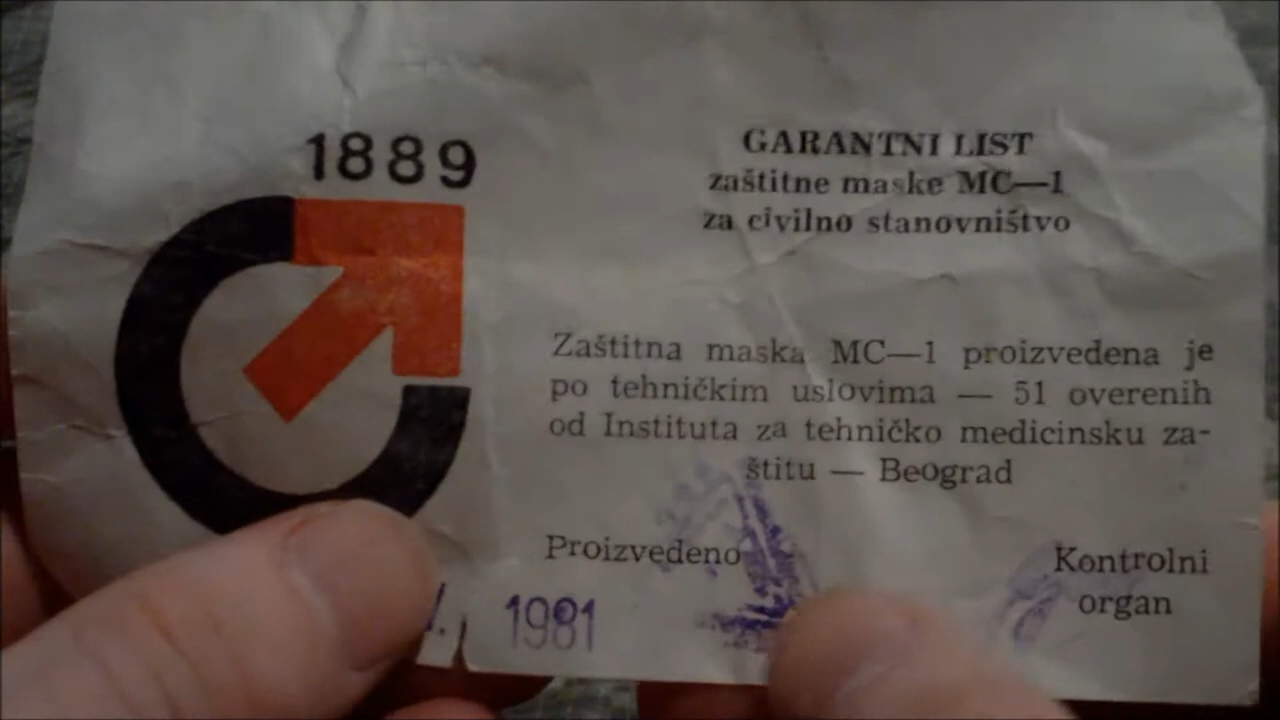 1889
GARANTNI LIST
zaštitne maske MC—1
za civilno stanovništvo
Zaštitna maska MC—1 proizvedena je
po tehničkim uslovima — 51 overenih
od Instituta za tehničko medicinsku za-
štitu — Beograd
Proizvedeno
Kontrolni
organ
1981